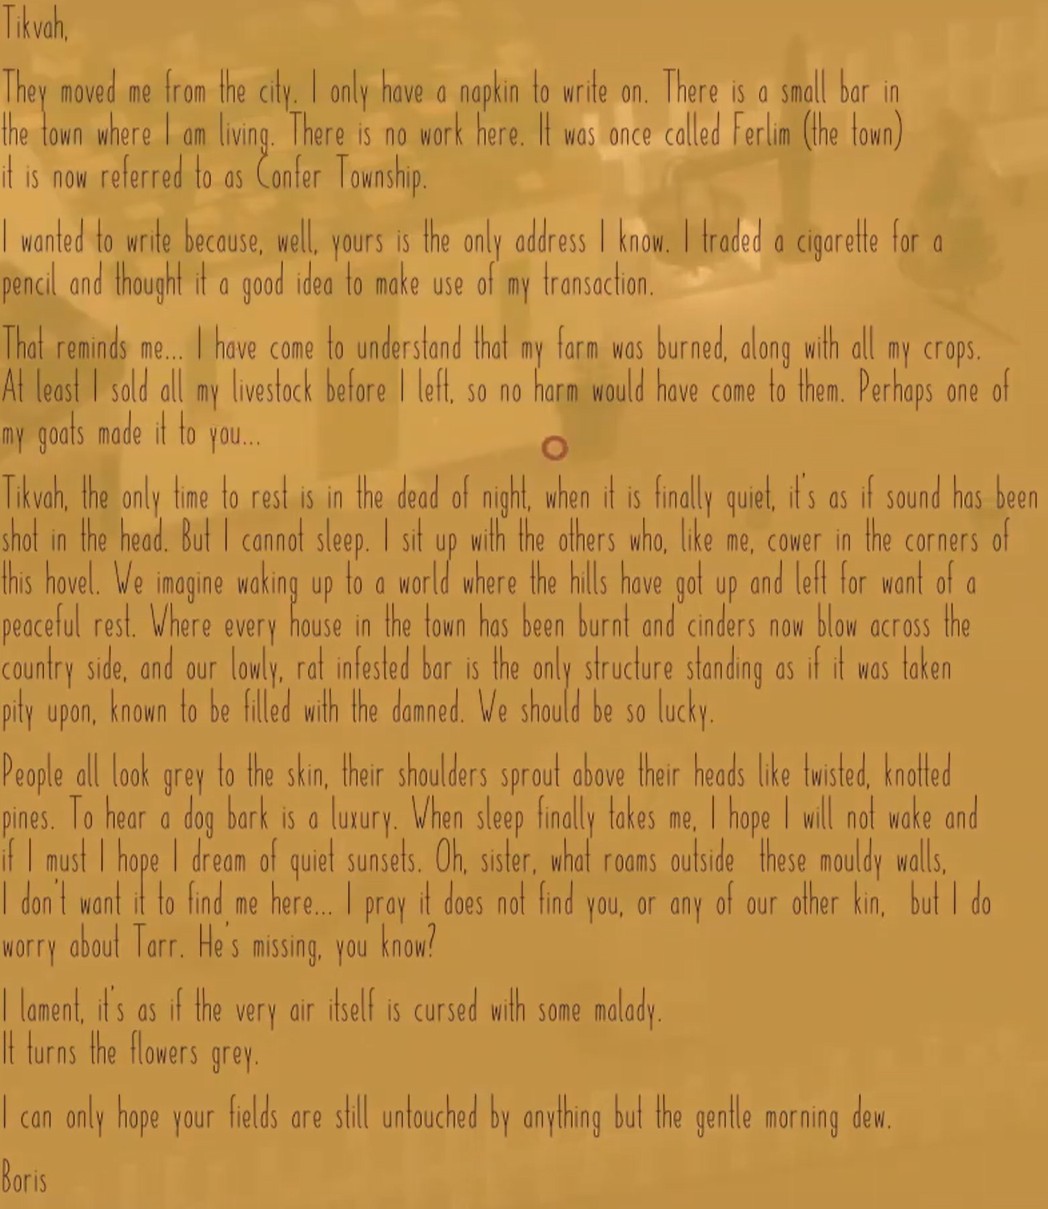 Tikvah,
They moved me from the city. I only have a napkin to write on. There is a small bar in
the town where I am living. There is no work here. It was once called Ferlim (the town)
it is now referred to as Confer Township.
I wanted to write because, well, yours is the only address I know. I traded a cigarette for a
pencil and thought it a good idea to make use of my transaction.
That reminds me... I have come to understand that my farm was burned, along with all my crops.
At least I sold all my livestock before I left, so no harm would have come to them. Perhaps one of
my goats made it to you...
Tikvah, the only time to rest is in the dead of night, when it is finally quiet, it's as if sound has been
shot in the head. But I cannot sleep. I sit up with the others who, like me, cower in the corners of
this hovel. We imagine waking up to a world where the hills have got up and left for want of a
peaceful rest. Where every house in the town has been burnt and cinders now blow across the
country side, and our lowly, rat infested bar is the only structure standing as if it was taken
pity upon, known to be filled with the damned. We should be so lucky.
People all look grey to the skin, their shoulders sprout above their heads like twisted, knotted
pines. To hear a dog bark is a luxury. When sleep finally takes me, I hope I will not wake and
if I must I hope I dream of quiet sunsets. Oh, sister, what roams outside these mouldy walls,
I don't want it to find me here... I pray it does not find you, or any of our other kin, but I do
worry about Tarr. He's missing, you know?
I lament, it's as if the very air itself is cursed with some malady.
It turns the flowers grey.
I can only hope your fields are still untouched by anything but the gentle morning dew.
Boris